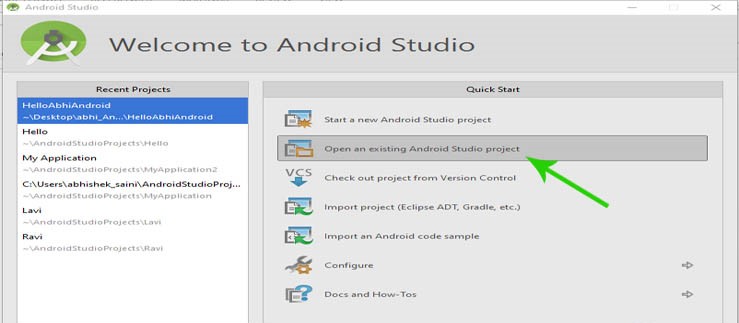 Android Studio
Welcome to Android Studio
Recent Projects
HelloAbhiAndroid
~\Desktop\abhi_An...\HelloAbhiAndroid
Hello
~\AndroidStudioProjects\Hello
My Application
~\AndroidStudioProjects\MyApplication2
C:\Users\abhishek_saini\AndroidStudioProj...
~\AndroidStudioProjects\MyApplication
Lavi
~\AndroidStudioProjects\Lavi
Ravi
~\AndroidStudioProjects\Ravi
Quick Start
Start a new Android Studio project
Open an existing Android Studio project
VCS
Check out project from Version Control
Import project (Eclipse ADT, Gradle, etc.)
Import an Android code sample
Configure
Docs and How-Tos